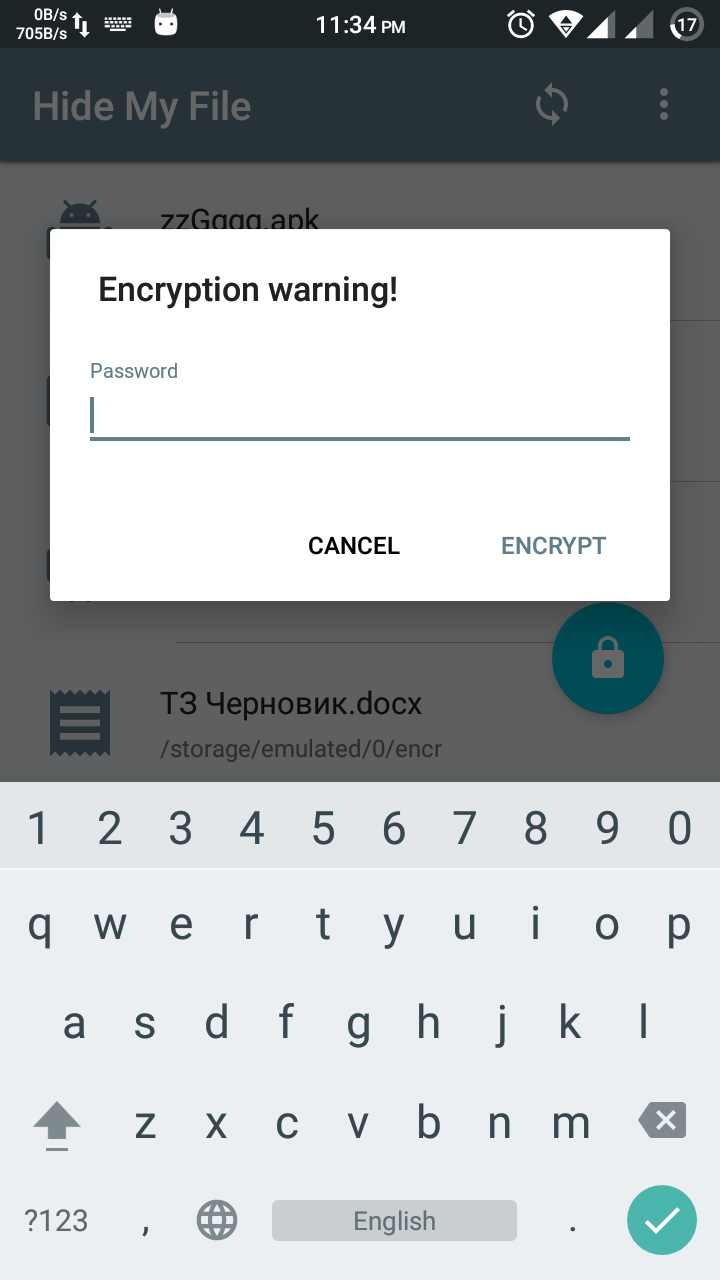 0B/s
705B/s
11:34 PM
17
Hide My File
zzGggg.apk
Encryption warning!
Password
CANCEL ENCRYPT
ТЗ Черновик.docx
/storage/emulated/0/encr
1 2 3 4 5 6 7 8 9 0
q w e r t y u i o p
a s d f g h j k l
z x c v b n m
?123 , English .